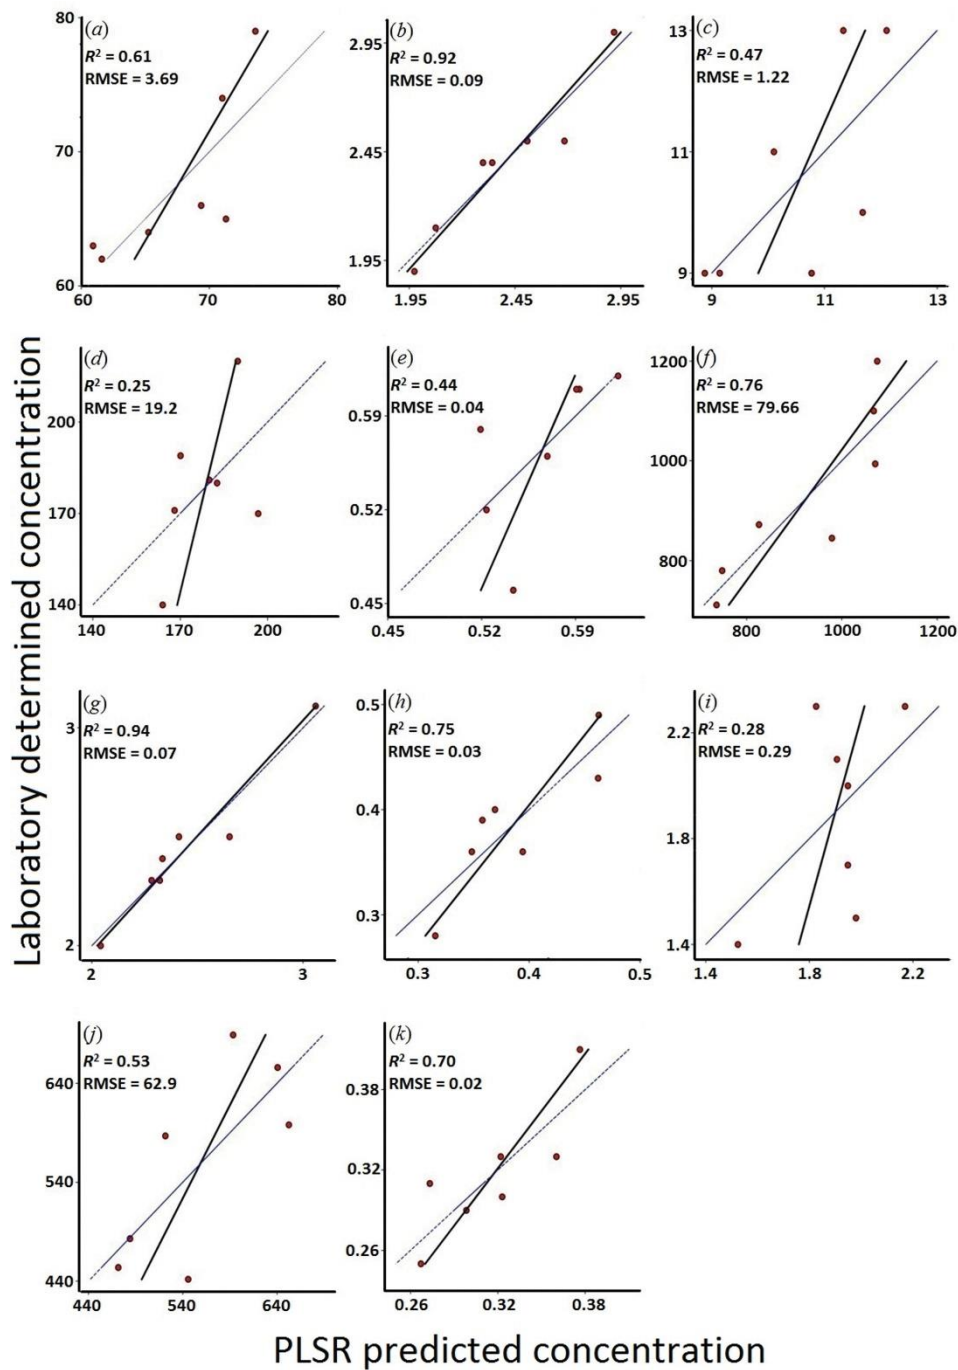 Laboratory determined concentration
(a)
R² = 0.61
RMSE = 3.69
80
70
60
60 70 80
(b)
R² = 0.92
RMSE = 0.09
2.95
2.45
1.95
1.95 2.45 2.95
(c)
R² = 0.47
RMSE = 1.22
13
11
9
9 11 13
(d)
R² = 0.25
RMSE = 19.2
200
170
140
140 170 200
(e)
R² = 0.44
RMSE = 0.04
0.59
0.52
0.45
0.45 0.52 0.59
(f)
R² = 0.76
RMSE = 79.66
1200
1000
800
800 1000 1200
(g)
R² = 0.94
RMSE = 0.07
3
2
2 3
(h)
R² = 0.75
RMSE = 0.03
0.5
0.4
0.3
0.3 0.4 0.5
(i)
R² = 0.28
RMSE = 0.29
2.2
1.8
1.4
1.4 1.8 2.2
(j)
R² = 0.53
RMSE = 62.9
640
540
440
440 540 640
(k)
R² = 0.70
RMSE = 0.02
0.38
0.32
0.26
0.26 0.32 0.38
PLSR predicted concentration